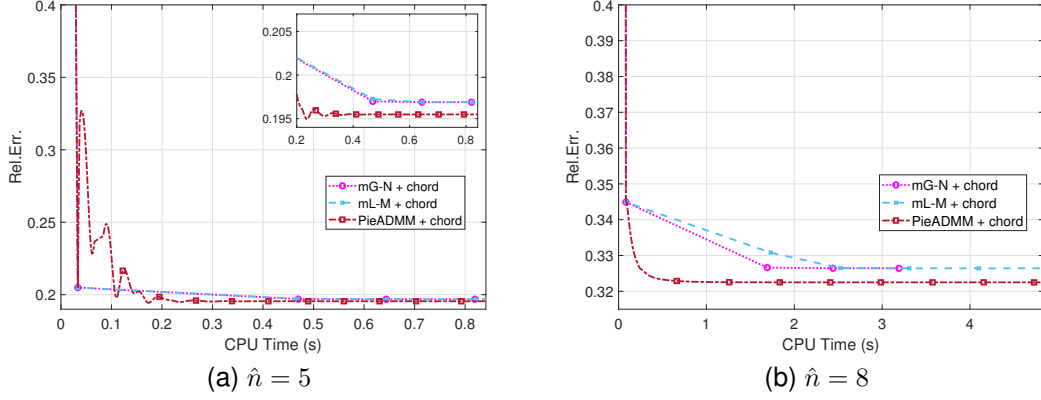 0.4
0.35
0.3
0.25
0.2
Rel.Err.
0 0.1 0.2 0.3 0.4 0.5 0.6 0.7 0.8
CPU Time (s)
0.205
0.2
0.195
0.2 0.4 0.6 0.8
mG-N + chord
mL-M + chord
PieADMM + chord
(a) n̂ = 5
0.4
0.39
0.38
0.37
0.36
0.35
0.34
0.33
0.32
Rel.Err.
0 1 2 3 4
CPU Time (s)
mG-N + chord
mL-M + chord
PieADMM + chord
(b) n̂ = 8